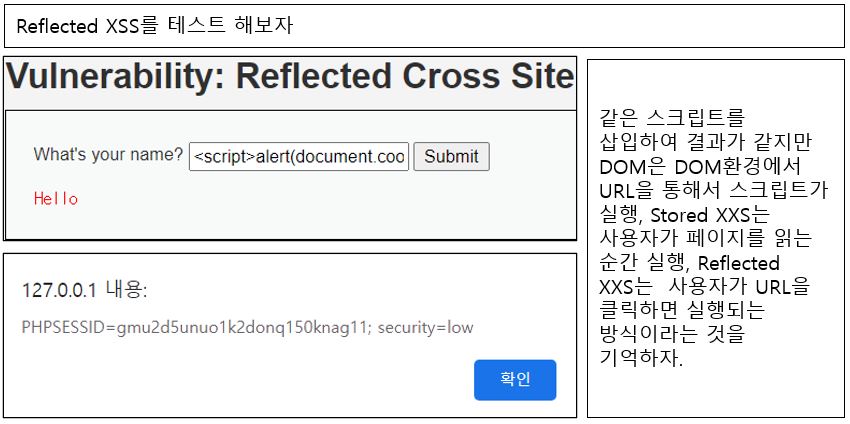 Reflected XSS를 테스트 해보자
Vulnerability: Reflected Cross Site
What's your name? <script>alert(document.coo Submit
Hello
127.0.0.1 내용:
PHPSESSID=gmu2d5unuo1k2donq150knag11; security=low
확인
같은 스크립트를
삽입하여 결과가 같지만
DOM은 DOM환경에서
URL을 통해서 스크립트가
실행, Stored XXS는
사용자가 페이지를 읽는
순간 실행, Reflected
XXS는 사용자가 URL을
클릭하면 실행되는
방식이라는 것을
기억하자.